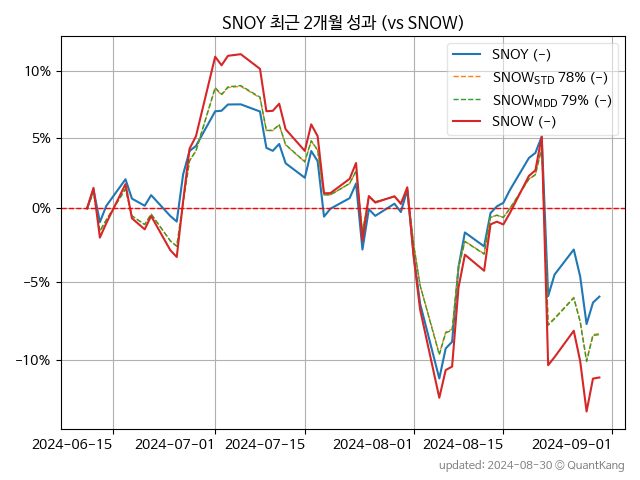 SNOY 최근 2개월 성과 (vs SNOW)
SNOY (-)
SNOW_STD 78% (-)
SNOW_MDD 79% (-)
SNOW (-)
10%
5%
0%
−5%
−10%
2024-06-15 2024-07-01 2024-07-15 2024-08-01 2024-08-15 2024-09-01
updated: 2024-08-30 © QuantKang